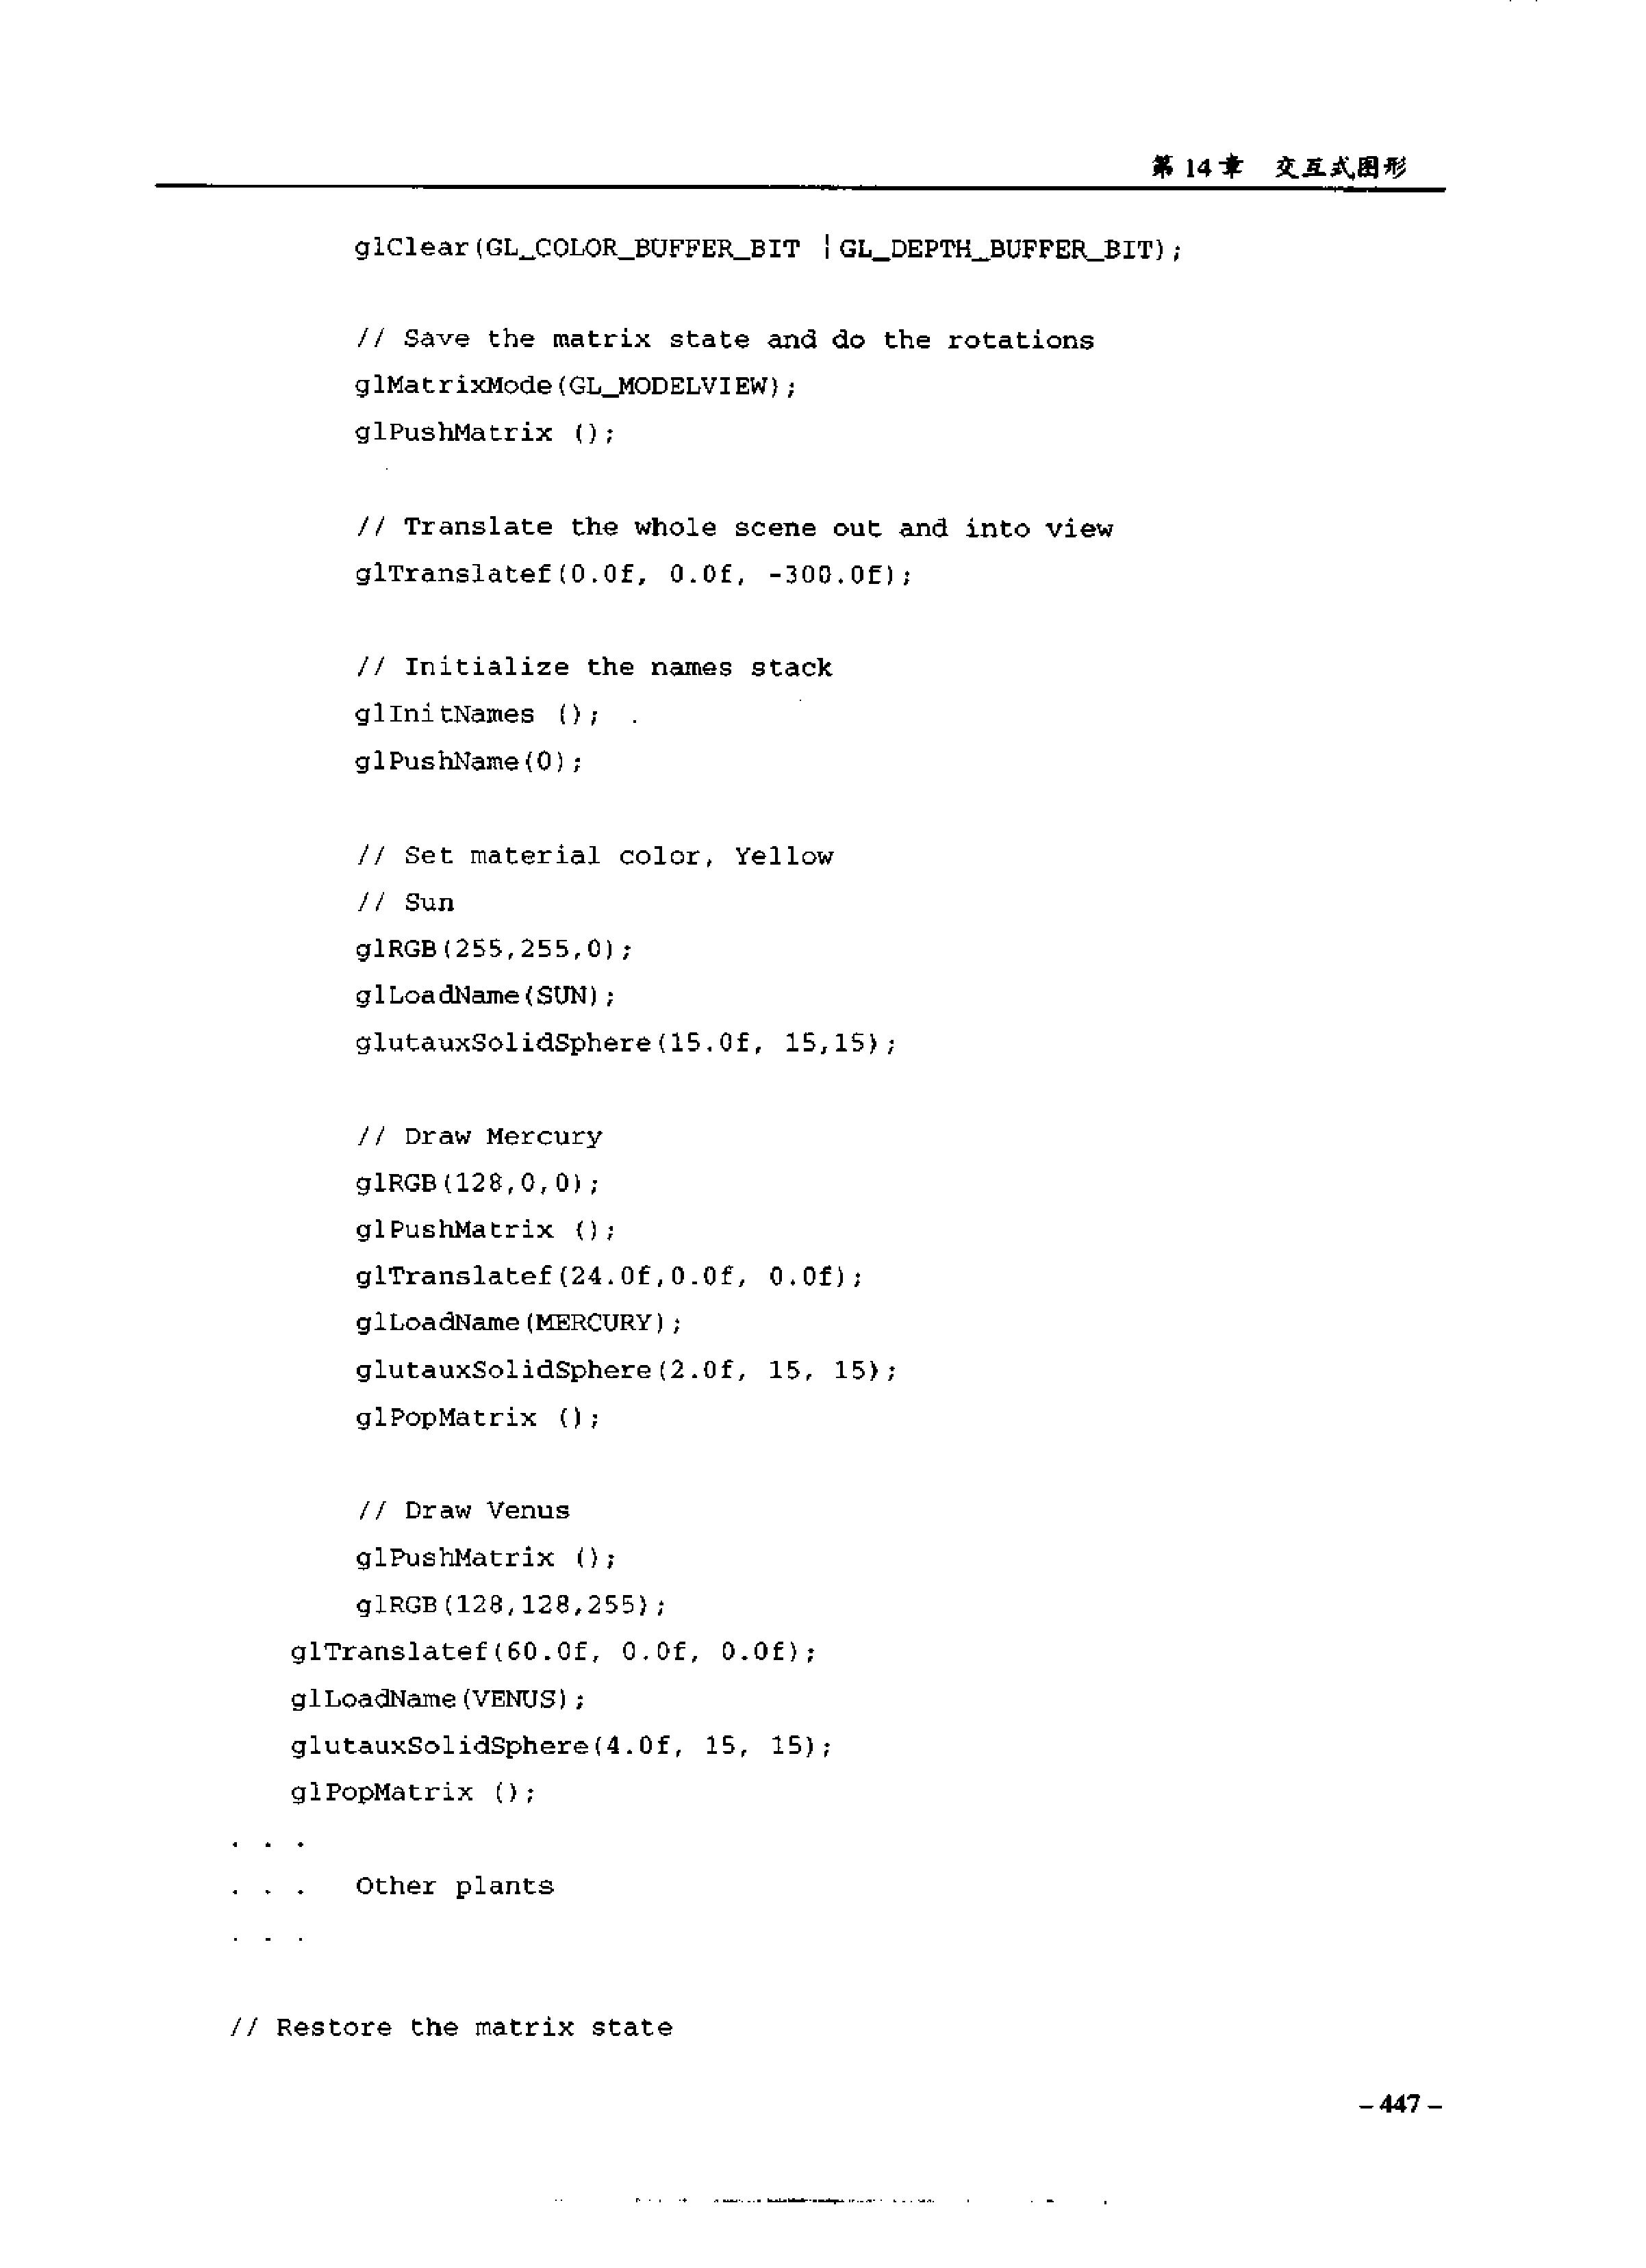 第 14 章 交互式图形
glClear(GL_COLOR_BUFFER_BIT | GL_DEPTH_BUFFER_BIT);
// Save the matrix state and do the rotations
glMatrixMode(GL_MODELVIEW);
glPushMatrix ();
// Translate the whole scene out and into view
glTranslatef(0.0f, 0.0f, -300.0f);
// Initialize the names stack
glInitNames ();
glPushName(0);
// Set material color, Yellow
// Sun
glRGB(255,255,0);
glLoadName(SUN);
glutauxSolidSphere(15.0f, 15,15);
// Draw Mercury
glRGB(128,0,0);
glPushMatrix ();
glTranslatef(24.0f,0.0f, 0.0f);
glLoadName(MERCURY);
glutauxSolidSphere(2.0f, 15, 15);
glPopMatrix ();
// Draw Venus
glPushMatrix ();
glRGB(128,128,255);
glTranslatef(60.0f, 0.0f, 0.0f);
glLoadName(VENUS);
glutauxSolidSphere(4.0f, 15, 15);
glPopMatrix ();
. . .
. . . Other plants
. . .
// Restore the matrix state
– 447 –